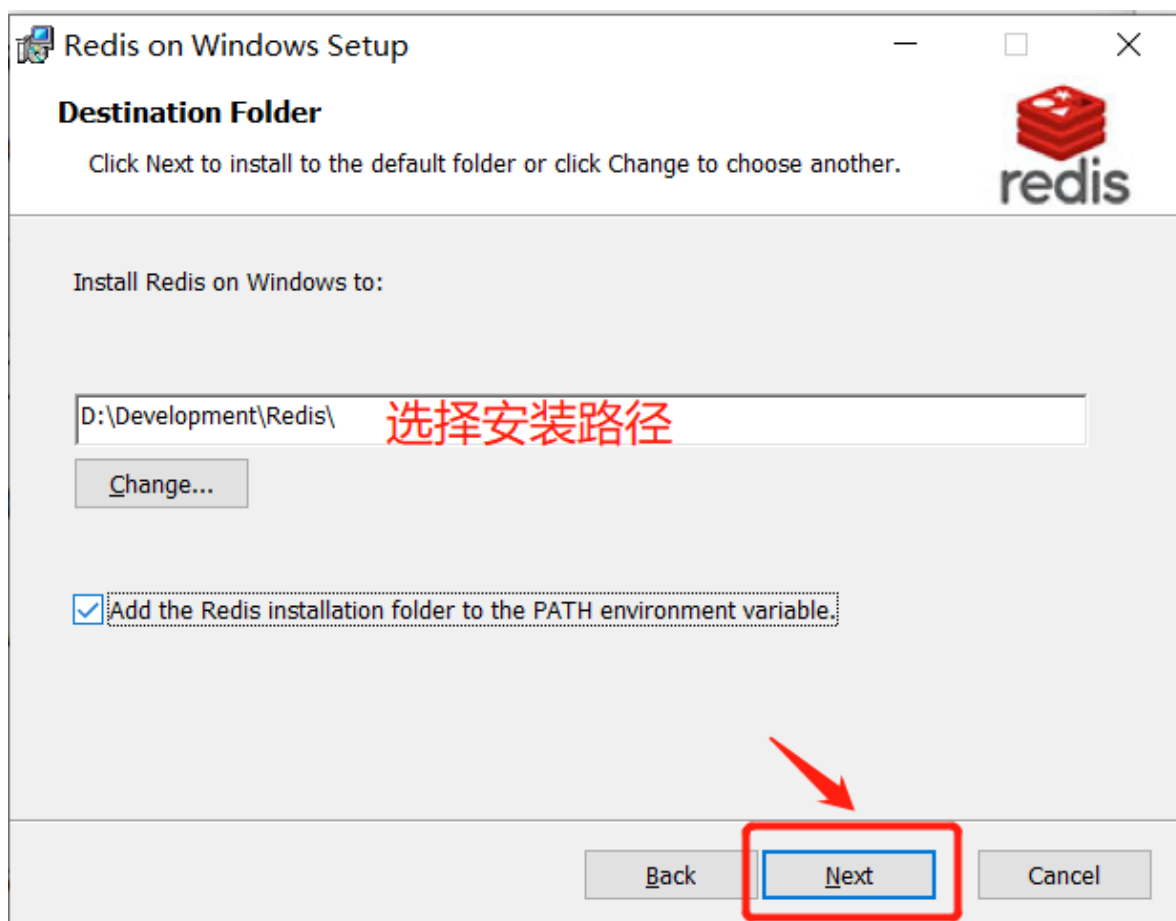 Redis on Windows Setup
Destination Folder
Click Next to install to the default folder or click Change to choose another.
redis
Install Redis on Windows to:
D:\Development\Redis\ 选择安装路径
Change...
Add the Redis installation folder to the PATH environment variable.
Back Next Cancel